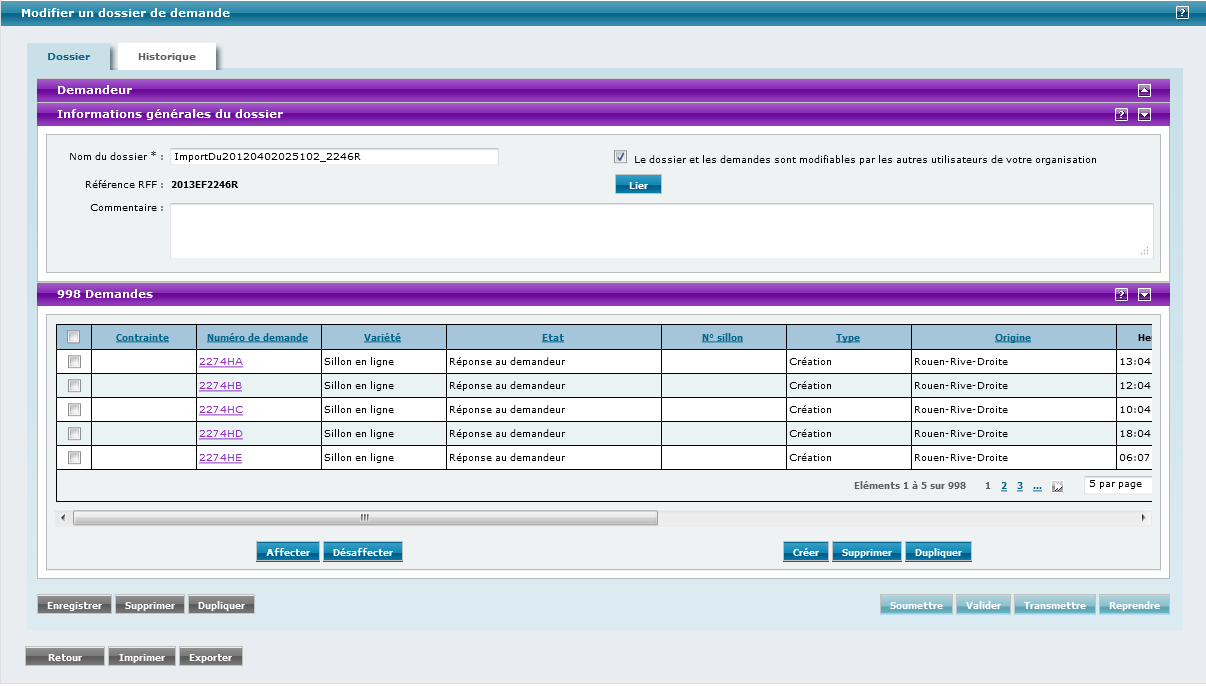 Modifier un dossier de demande ?
Dossier Historique
Demandeur
Informations générales du dossier ?
Nom du dossier * : ImportDu20120402025102_2246R Le dossier et les demandes sont modifiables par les autres utilisateurs de votre organisation
Référence RFF : 2013EF2246R Lier
Commentaire :
998 Demandes ?
Contrainte Numéro de demande Variété Etat N° sillon Type Origine He
2274HA Sillon en ligne Réponse au demandeur Création Rouen-Rive-Droite 13:04
2274HB Sillon en ligne Réponse au demandeur Création Rouen-Rive-Droite 12:04
2274HC Sillon en ligne Réponse au demandeur Création Rouen-Rive-Droite 10:04
2274HD Sillon en ligne Réponse au demandeur Création Rouen-Rive-Droite 18:04
2274HE Sillon en ligne Réponse au demandeur Création Rouen-Rive-Droite 06:07
Eléments 1 à 5 sur 998 1 2 3 ... 5 par page
Affecter Désaffecter Créer Supprimer Dupliquer
Enregistrer Supprimer Dupliquer Soumettre Valider Transmettre Reprendre
Retour Imprimer Exporter